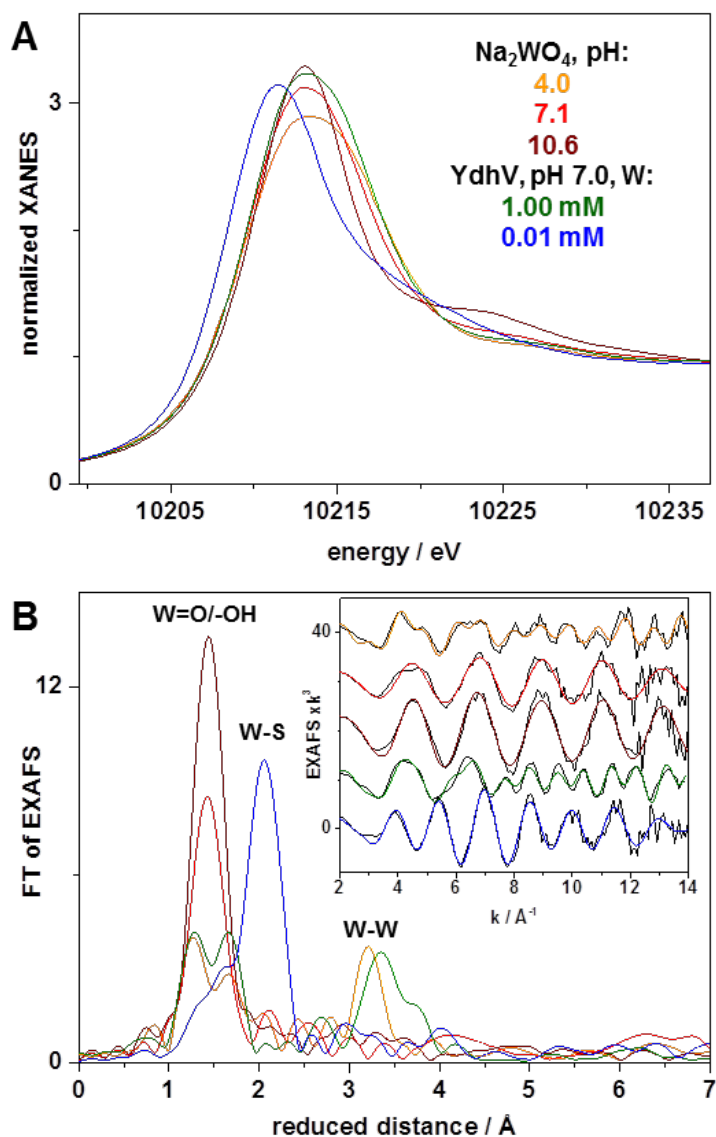 A
Na₂WO₄, pH:
4.0
7.1
10.6
YdhV, pH 7.0, W:
1.00 mM
0.01 mM
normalized XANES
3
0
10205 10215 10225 10235
energy / eV
B
W=O/-OH
W-S
W-W
FT of EXAFS
12
0
0 1 2 3 4 5 6 7
reduced distance / Å
EXAFS x k³
40
0
2 4 6 8 10 12 14
k / Å⁻¹